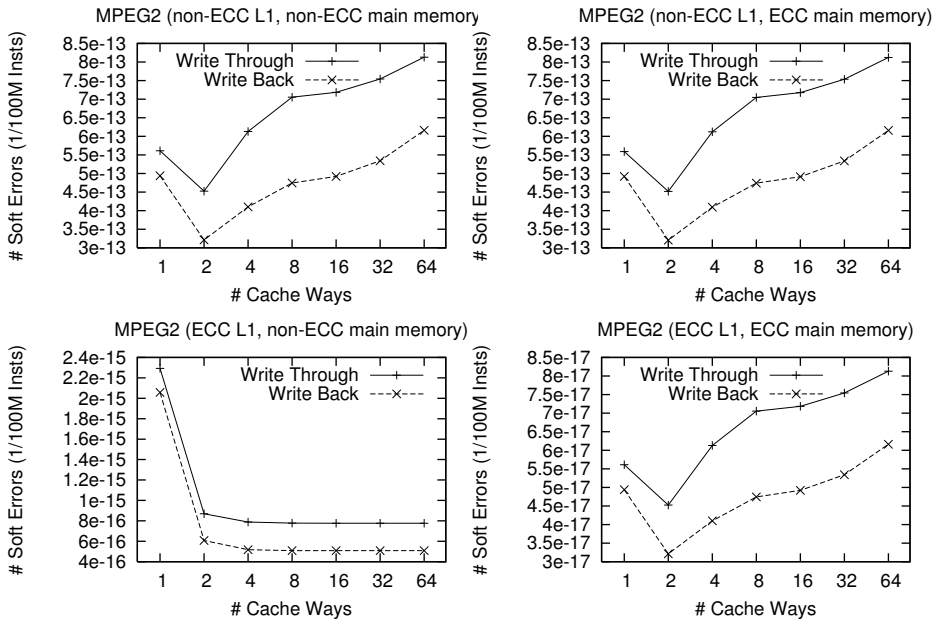 MPEG2 (non-ECC L1, non-ECC main memory)
# Soft Errors (1/100M Insts)
8.5e-13
8e-13
7.5e-13
7e-13
6.5e-13
6e-13
5.5e-13
5e-13
4.5e-13
4e-13
3.5e-13
3e-13
Write Through
Write Back
1 2 4 8 16 32 64
# Cache Ways
MPEG2 (non-ECC L1, ECC main memory)
# Soft Errors (1/100M Insts)
8.5e-13
8e-13
7.5e-13
7e-13
6.5e-13
6e-13
5.5e-13
5e-13
4.5e-13
4e-13
3.5e-13
3e-13
Write Through
Write Back
1 2 4 8 16 32 64
# Cache Ways
MPEG2 (ECC L1, non-ECC main memory)
# Soft Errors (1/100M Insts)
2.4e-15
2.2e-15
2e-15
1.8e-15
1.6e-15
1.4e-15
1.2e-15
1e-15
8e-16
6e-16
4e-16
Write Through
Write Back
1 2 4 8 16 32 64
# Cache Ways
MPEG2 (ECC L1, ECC main memory)
# Soft Errors (1/100M Insts)
8.5e-17
8e-17
7.5e-17
7e-17
6.5e-17
6e-17
5.5e-17
5e-17
4.5e-17
4e-17
3.5e-17
3e-17
Write Through
Write Back
1 2 4 8 16 32 64
# Cache Ways